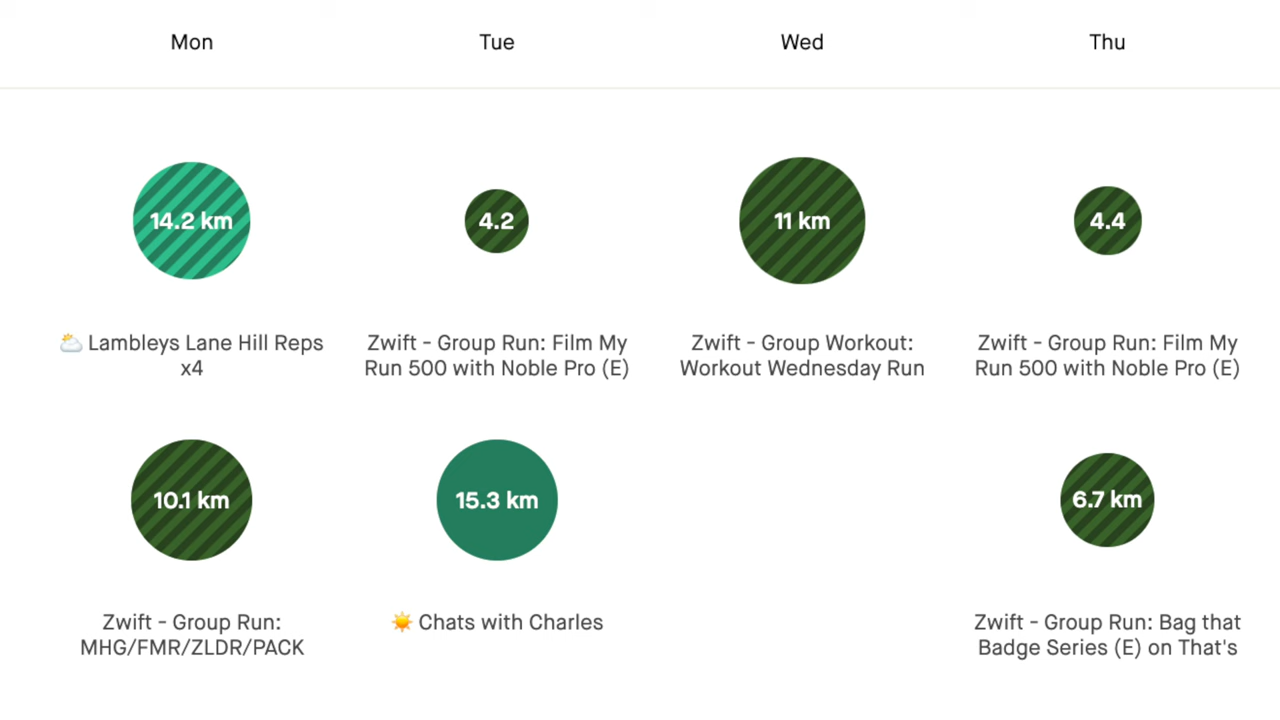 Mon Tue Wed Thu
14.2 km 4.2 11 km 4.4
🌥️ Lambleys Lane Hill Reps
x4
Zwift - Group Run: Film My
Run 500 with Noble Pro (E)
Zwift - Group Workout:
Workout Wednesday Run
Zwift - Group Run: Film My
Run 500 with Noble Pro (E)
10.1 km 15.3 km 6.7 km
Zwift - Group Run:
MHG/FMR/ZLDR/PACK
☀️ Chats with Charles
Zwift - Group Run: Bag that
Badge Series (E) on That's